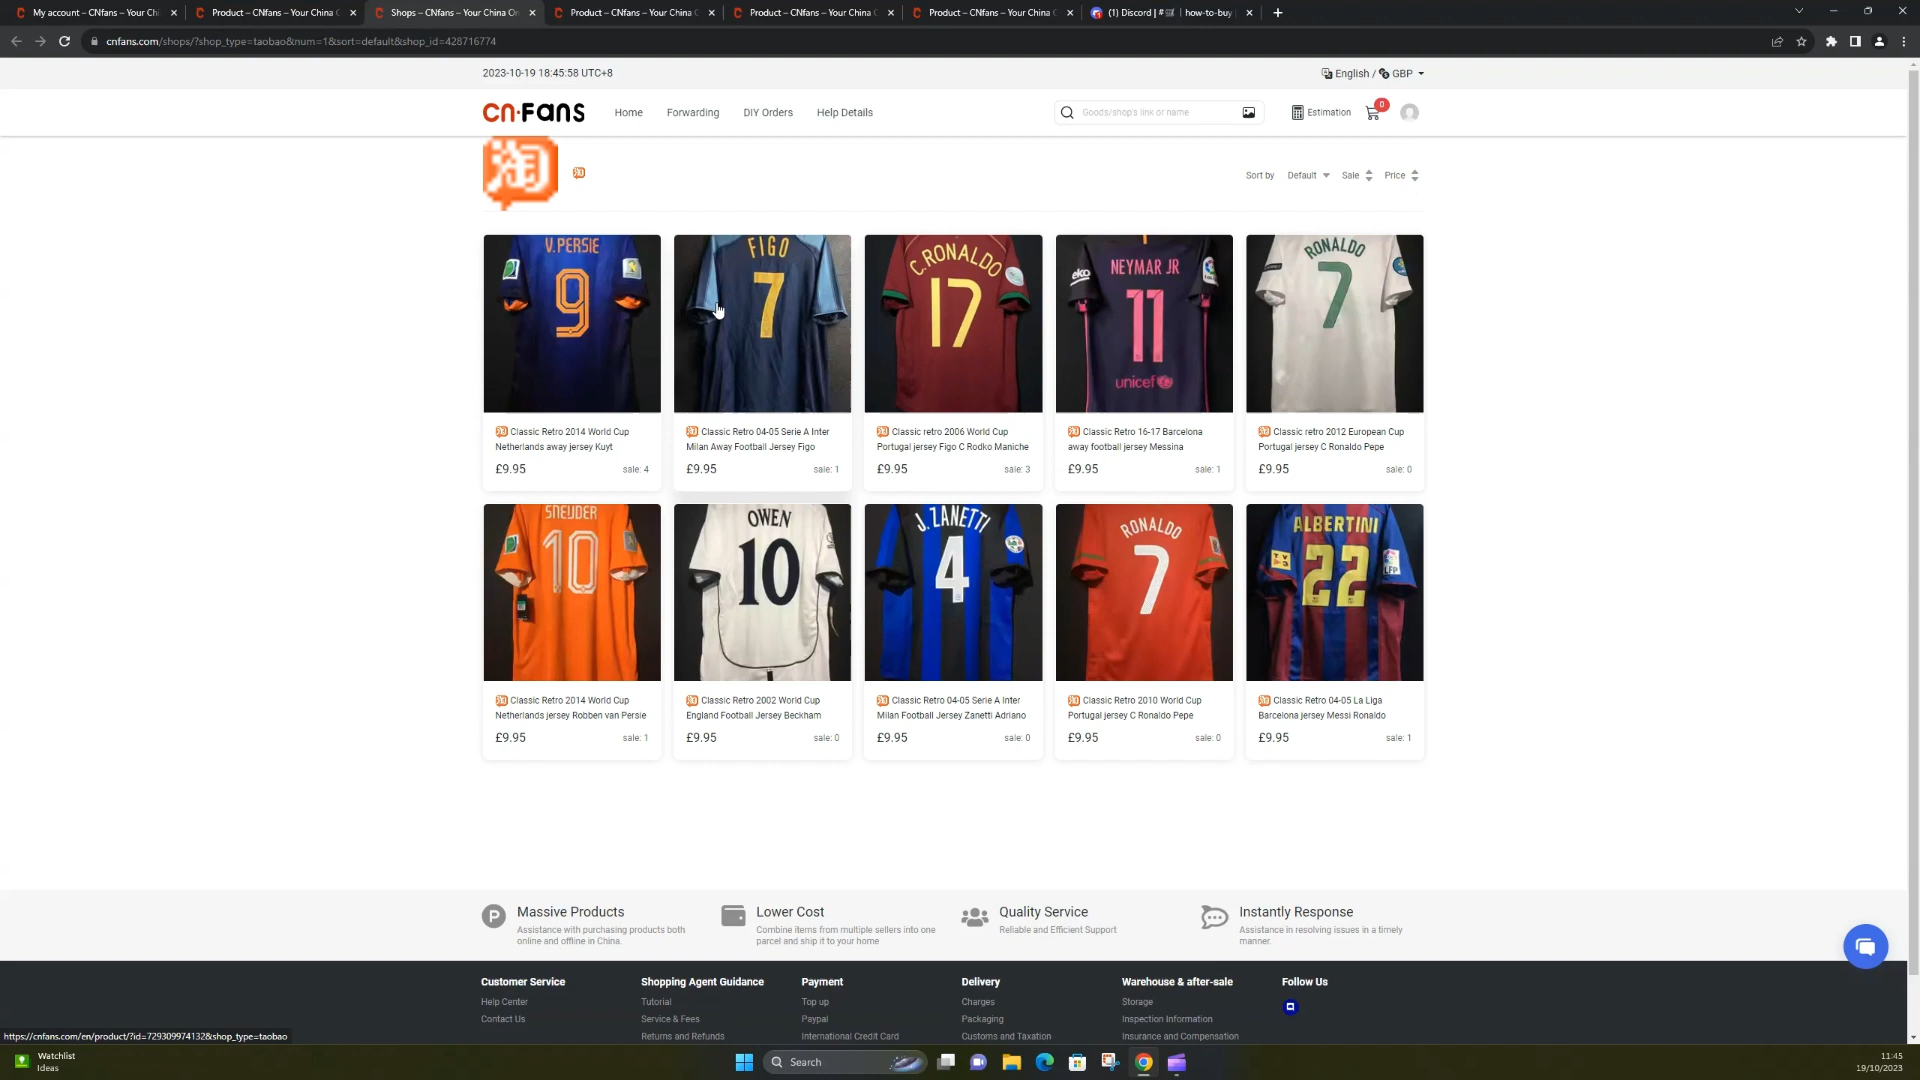 My account – CNfans – Your Chi
Product – CNfans – Your China C
Shops – CNfans – Your China On
Product – CNfans – Your China C
Product – CNfans – Your China C
Product – CNfans – Your China C
(1) Discord | #🛒 | how-to-buy
cnfans.com/shops/?shop_type=taobao&num=1&sort=default&shop_id=428716774
2023-10-19 18:45:58 UTC+8
English / GBP
cn·Fans
Home
Forwarding
DIY Orders
Help Details
Goods/shop's link or name
Estimation
0
淘
淘
Sort by
Default
Sale
Price
V.PERSIE
9
FIGO
7
C.RONALDO
17
eko
NEYMAR JR
11
unicef
RONALDO
7
淘 Classic Retro 2014 World Cup
Netherlands away jersey Kuyt
£9.95
sale: 4
淘 Classic Retro 04-05 Serie A Inter
Milan Away Football Jersey Figo
£9.95
sale: 1
淘 Classic retro 2006 World Cup
Portugal jersey Figo C Rodko Maniche
£9.95
sale: 3
淘 Classic Retro 16-17 Barcelona
away football jersey Messina
£9.95
sale: 1
淘 Classic retro 2012 European Cup
Portugal jersey C Ronaldo Pepe
£9.95
sale: 0
SNEIJDER
10
OWEN
10
J.ZANETTI
4
RONALDO
7
ALBERTINI
22
LFP
淘 Classic Retro 2014 World Cup
Netherlands jersey Robben van Persie
£9.95
sale: 1
淘 Classic Retro 2002 World Cup
England Football Jersey Beckham
£9.95
sale: 0
淘 Classic Retro 04-05 Serie A Inter
Milan Football Jersey Zanetti Adriano
£9.95
sale: 0
淘 Classic Retro 2010 World Cup
Portugal jersey C Ronaldo Pepe
£9.95
sale: 0
淘 Classic Retro 04-05 La Liga
Barcelona jersey Messi Ronaldo
£9.95
sale: 1
P
Massive Products
Assistance with purchasing products both
online and offline in China.
Lower Cost
Combine items from multiple sellers into one
parcel and ship it to your home
Quality Service
Reliable and Efficient Support
Instantly Response
Assistance in resolving issues in a timely
manner.
Customer Service
Help Center
Contact Us
Shopping Agent Guidance
Tutorial
Service & Fees
Returns and Refunds
Payment
Top up
Paypal
International Credit Card
Delivery
Charges
Packaging
Customs and Taxation
Warehouse & after-sale
Storage
Inspection Information
Insurance and Compensation
Follow Us
https://cnfans.com/en/product/?id=729309974132&shop_type=taobao
Watchlist
Ideas
Search
11:45
19/10/2023